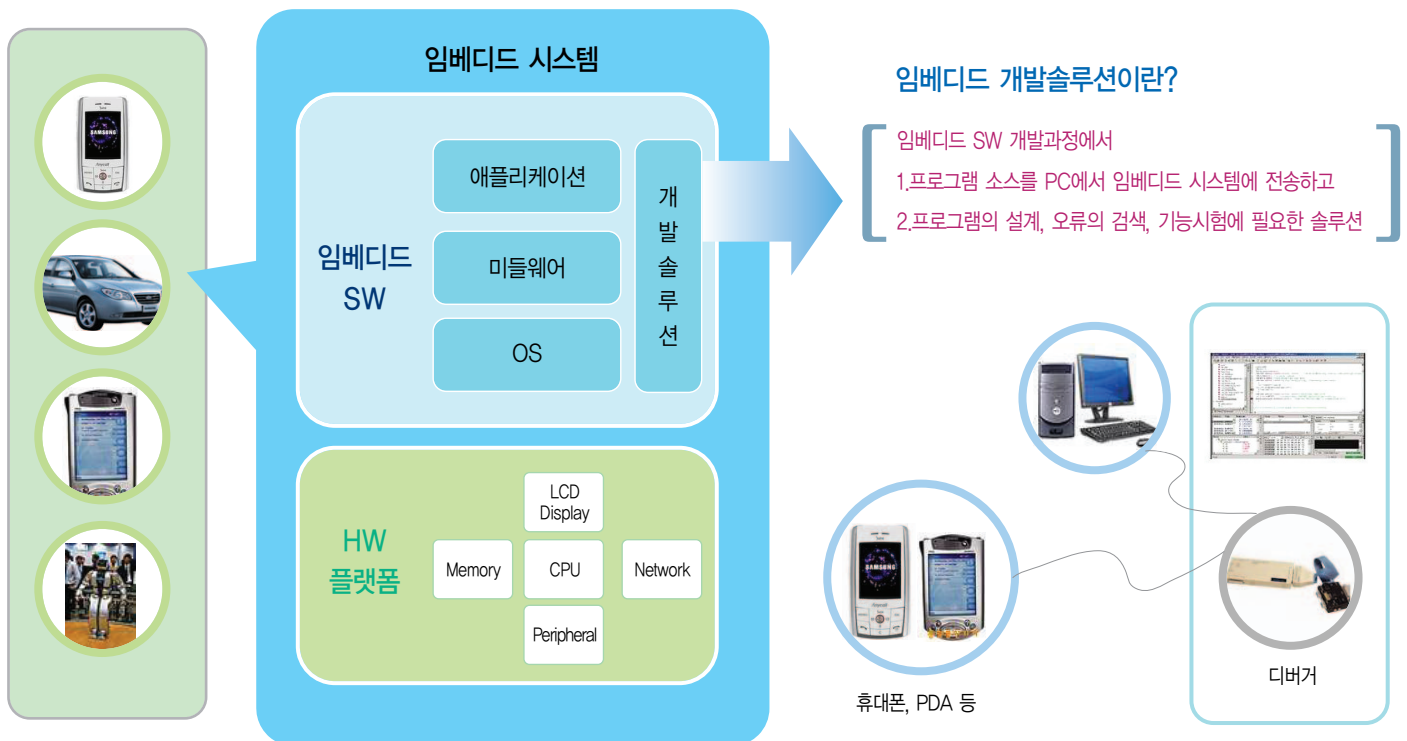 임베디드 시스템
임베디드
SW
애플리케이션
미들웨어
OS
개
발
솔
루
션
HW
플랫폼
LCD
Display
Memory
CPU
Network
Peripheral
임베디드 개발솔루션이란?
임베디드 SW 개발과정에서
1.프로그램 소스를 PC에서 임베디드 시스템에 전송하고
2.프로그램의 설계, 오류의 검색, 기능시험에 필요한 솔루션
SAMSUNG
Anycall
SAMSUNG
Anycall
휴대폰, PDA 등
디버거